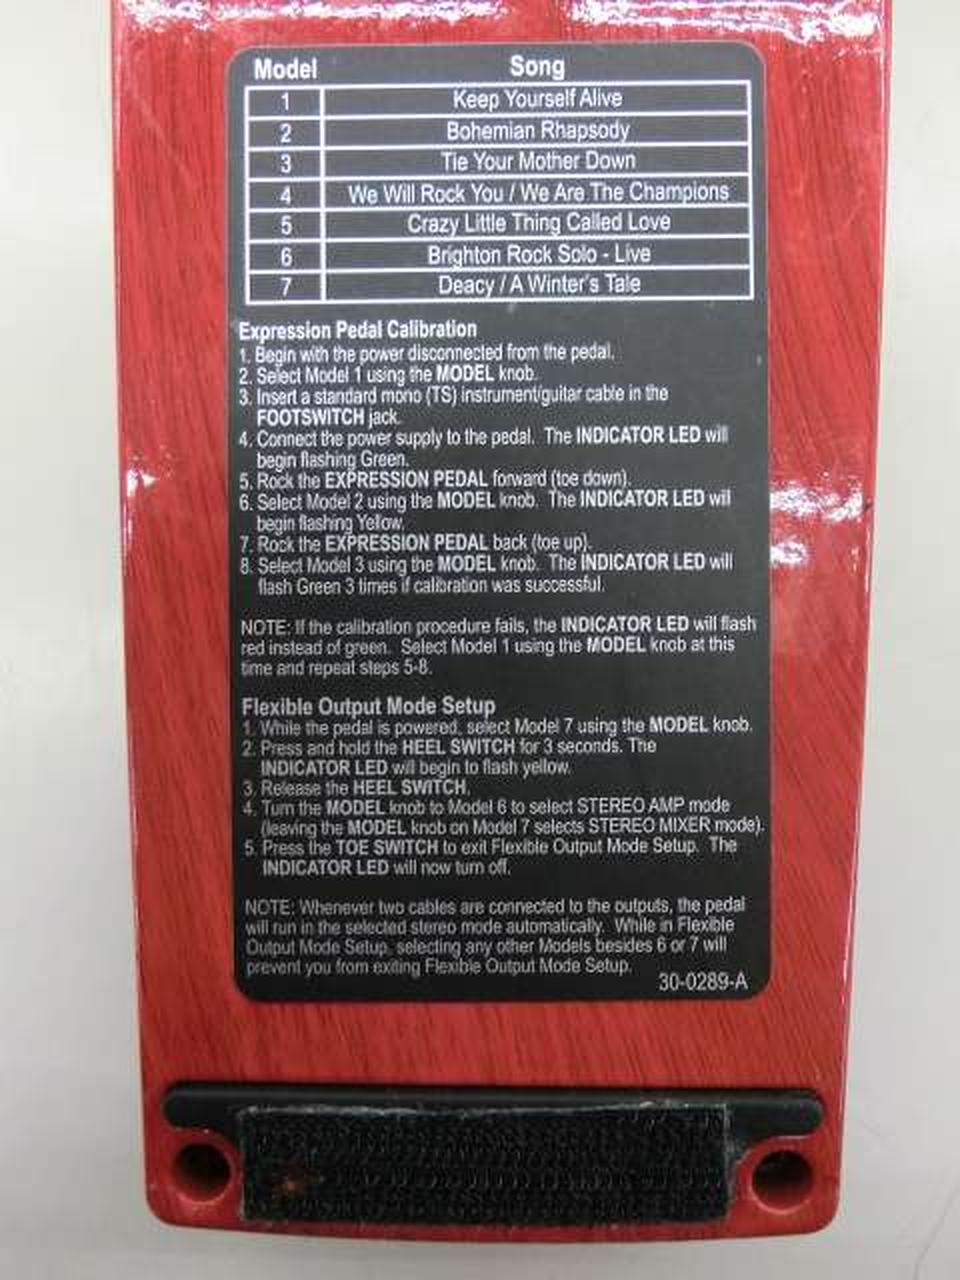 Model Song
1 Keep Yourself Alive
2 Bohemian Rhapsody
3 Tie Your Mother Down
4 We Will Rock You / We Are The Champions
5 Crazy Little Thing Called Love
6 Brighton Rock Solo - Live
7 Deacy / A Winter's Tale
Expression Pedal Calibration
1. Begin with the power disconnected from the pedal.
2. Select Model 1 using the MODEL knob.
3. Insert a standard mono (TS) instrument/guitar cable in the
FOOTSWITCH jack.
4. Connect the power supply to the pedal. The INDICATOR LED will
begin flashing Green.
5. Rock the EXPRESSION PEDAL forward (toe down).
6. Select Model 2 using the MODEL knob. The INDICATOR LED will
begin flashing Yellow.
7. Rock the EXPRESSION PEDAL back (toe up).
8. Select Model 3 using the MODEL knob. The INDICATOR LED will
flash Green 3 times if calibration was successful.
NOTE: If the calibration procedure fails, the INDICATOR LED will flash
red instead of green. Select Model 1 using the MODEL knob at this
time and repeat steps 5-8.
Flexible Output Mode Setup
1. While the pedal is powered, select Model 7 using the MODEL knob.
2. Press and hold the HEEL SWITCH for 3 seconds. The
INDICATOR LED will begin to flash yellow.
3. Release the HEEL SWITCH.
4. Turn the MODEL knob to Model 6 to select STEREO AMP mode
(leaving the MODEL knob on Model 7 selects STEREO MIXER mode).
5. Press the TOE SWITCH to exit Flexible Output Mode Setup. The
INDICATOR LED will now turn off.
NOTE: Whenever two cables are connected to the outputs, the pedal
will run in the selected stereo mode automatically. While in Flexible
Output Mode Setup, selecting any other Models besides 6 or 7 will
prevent you from exiting Flexible Output Mode Setup.
30-0289-A